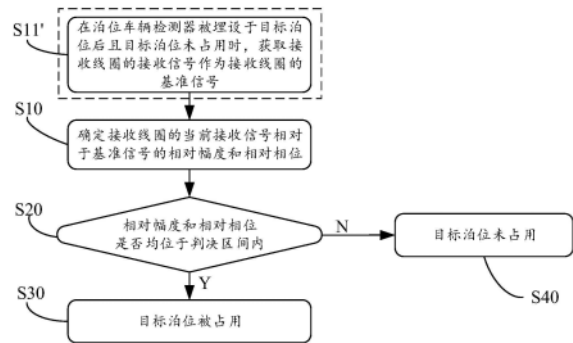 S11'
在泊位车辆检测器被埋设于目标泊
位后且目标泊位未占用时，获取接
收线圈的接收信号作为接收线圈的
基准信号
S10
确定接收线圈的当前接收信号相对
于基准信号的相对幅度和相对相位
S20
相对幅度和相对相位
是否均位于判决区间内
N
目标泊位未占用
Y
S30
目标泊位被占用
S40